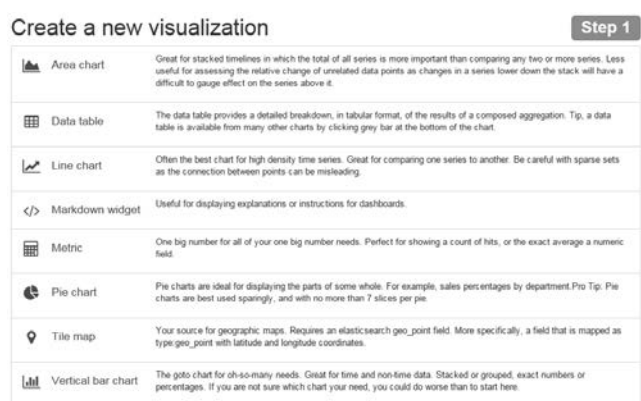 Create a new visualization
Step 1
Area chart
Great for stacked timelines in which the total of all series is more important than comparing any two or more series. Less
useful for assessing the relative change of unrelated data points as changes in a series lower down the stack will have a
difficult to gauge effect on the series above it.
Data table
The data table provides a detailed breakdown, in tabular format, of the results of a composed aggregation. Tip, a data
table is available from many other charts by clicking grey bar at the bottom of the chart.
Line chart
Often the best chart for high density time series. Great for comparing one series to another. Be careful with sparse sets
as the connection between points can be misleading.
</> Markdown widget
Useful for displaying explanations or instructions for dashboards.
Metric
One big number for all of your one big number needs. Perfect for showing a count of hits, or the exact average a numeric
field.
Pie chart
Pie charts are ideal for displaying the parts of some whole. For example, sales percentages by department.Pro Tip: Pie
charts are best used sparingly, and with no more than 7 slices per pie.
Tile map
Your source for geographic maps. Requires an elasticsearch geo_point field. More specifically, a field that is mapped as
type:geo_point with latitude and longitude coordinates.
Vertical bar chart
The goto chart for oh-so-many needs. Great for time and non-time data. Stacked or grouped, exact numbers or
percentages. If you are not sure which chart your need, you could do worse than to start here.